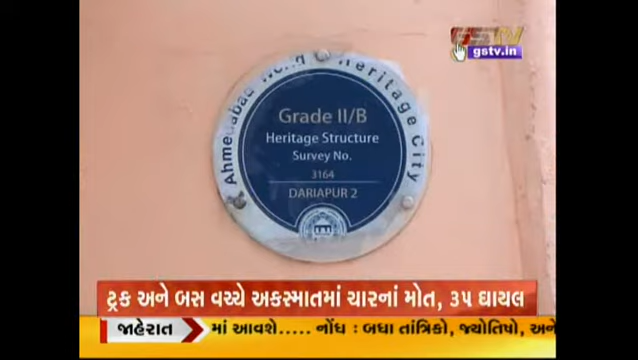 GSTV
gstv.in
Ahmedabad World Heritage City
Grade II/B
Heritage Structure
Survey No.
3164
DARIAPUR 2
ટ્રક અને બસ વચ્ચે અકસ્માતમાં ચારનાં મોત, ૩૫ ઘાયલ
જાહેરાત માં આવશે..... નોંધ : બધા તાંત્રિકો, જ્યોતિષો, અને